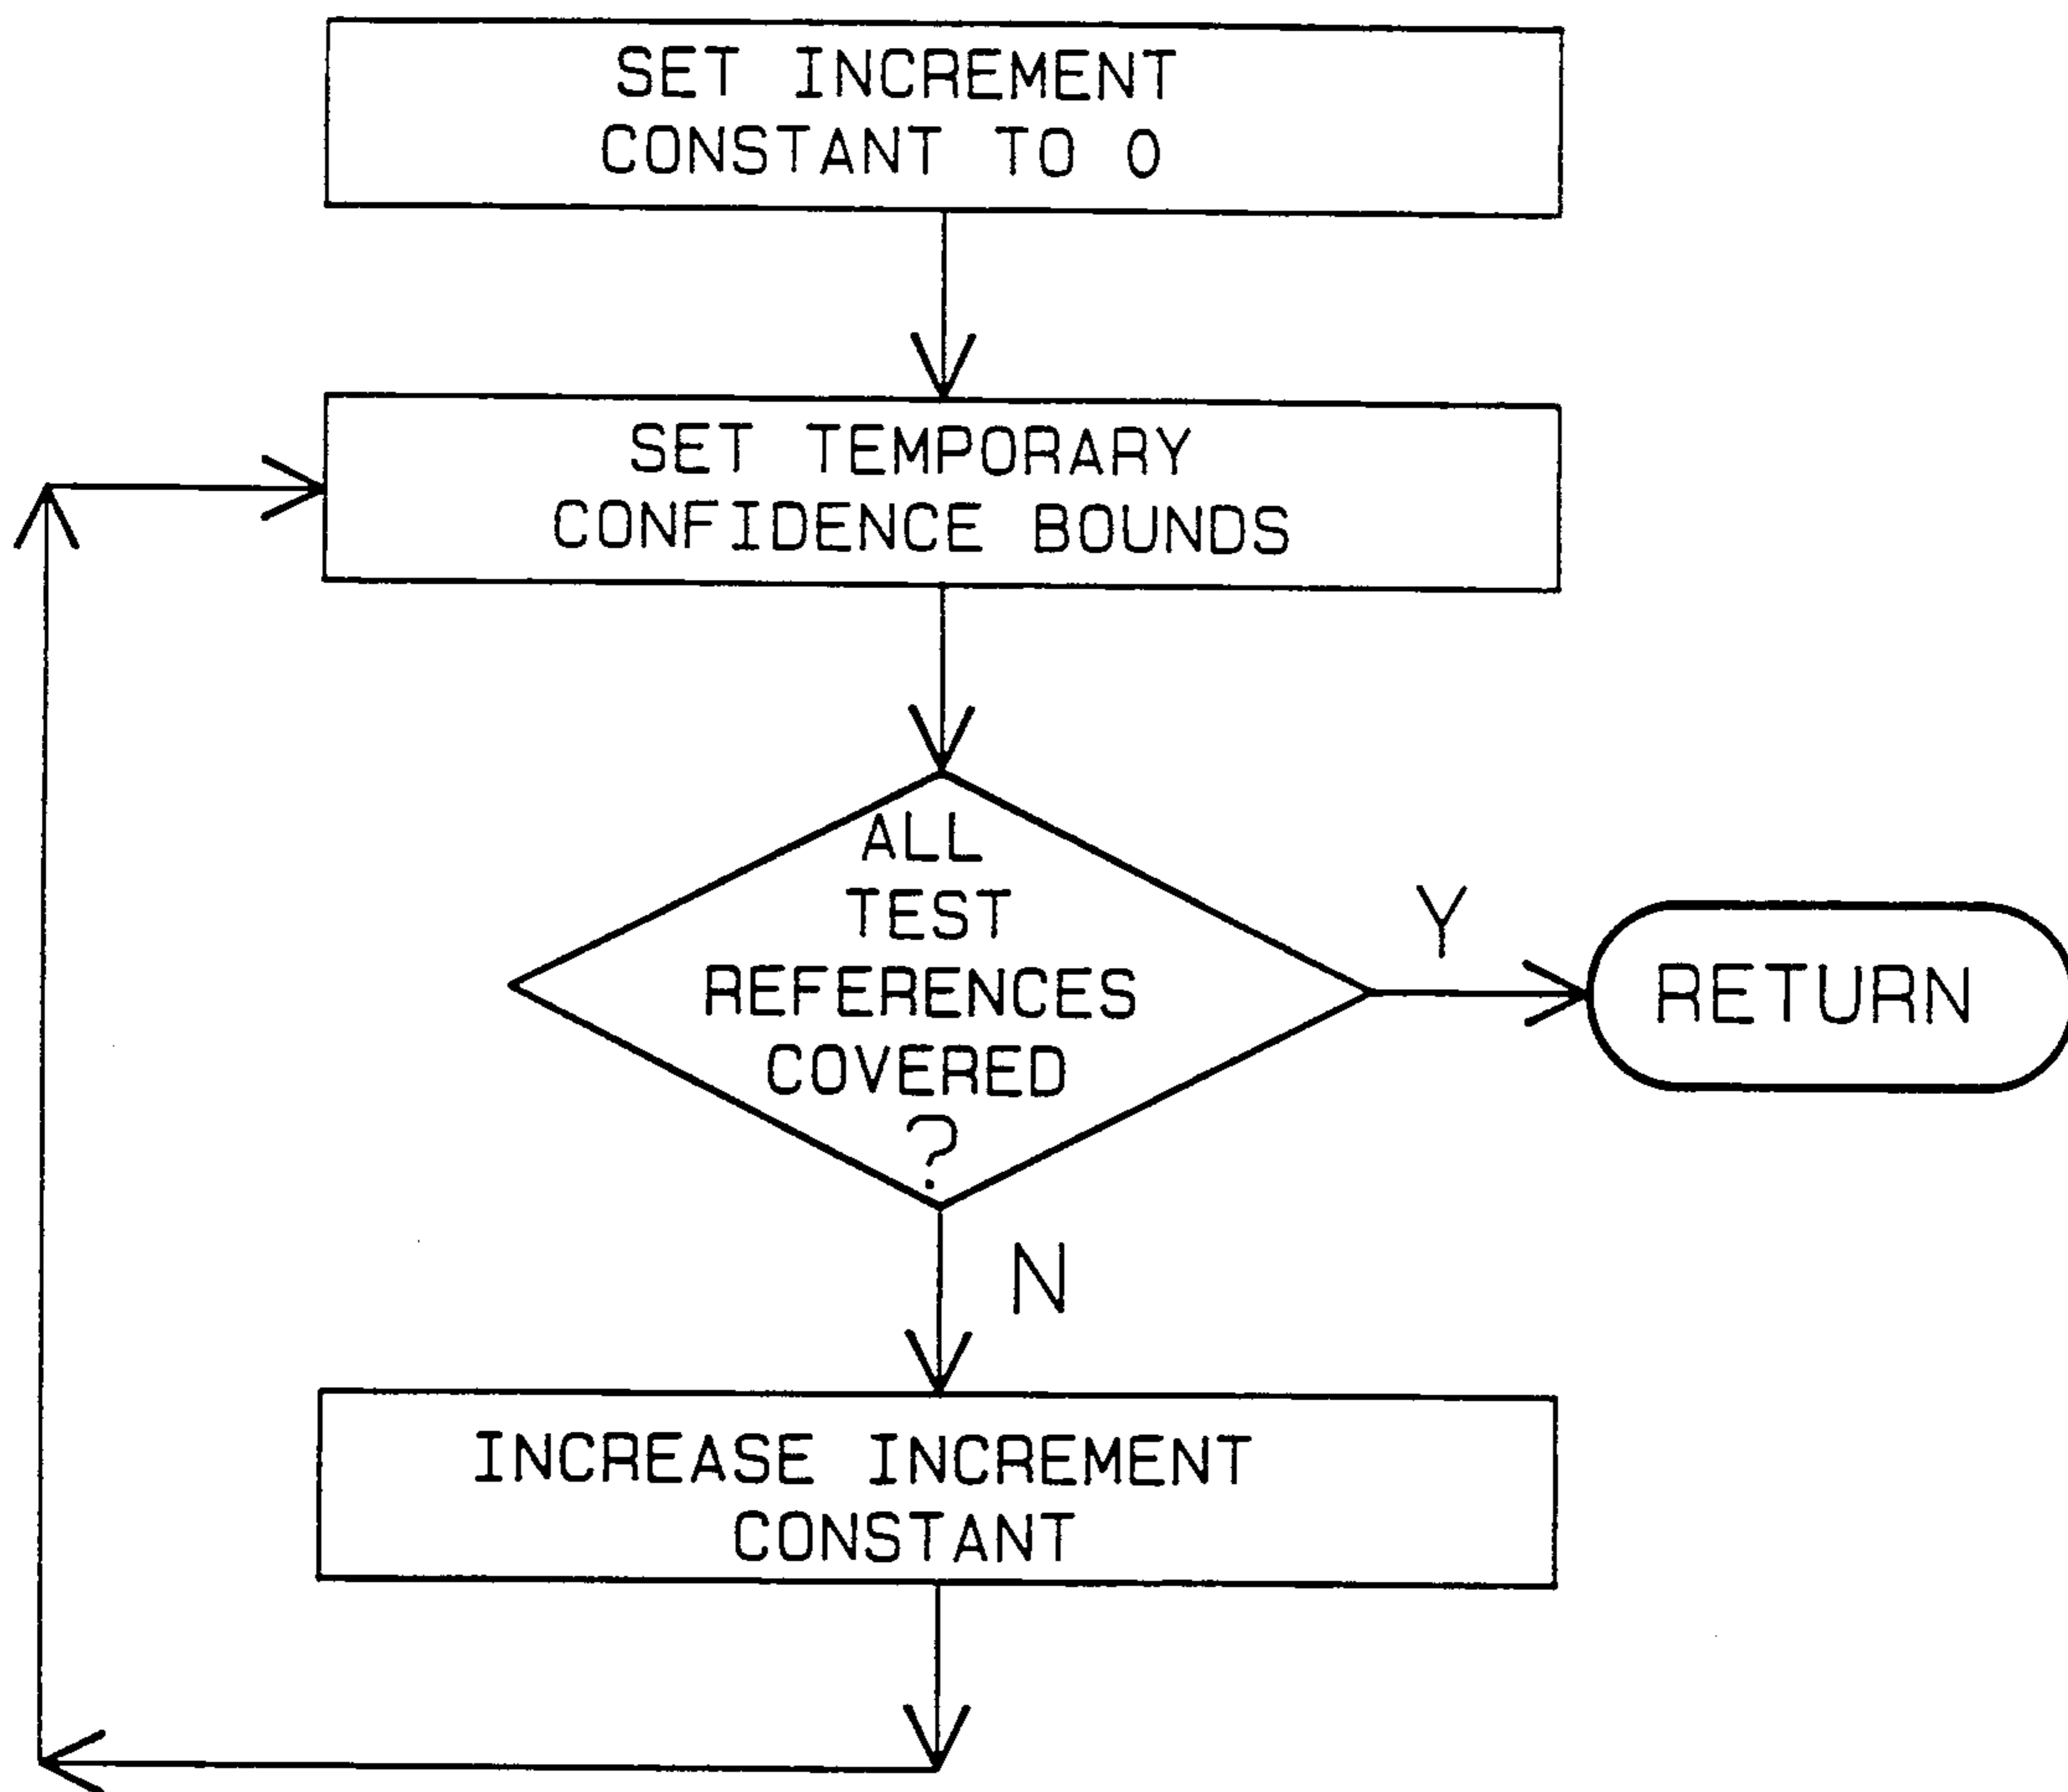 SET INCREMENT
CONSTANT TO 0
SET TEMPORARY
CONFIDENCE BOUNDS
ALL
TEST
REFERENCES
COVERED
?
Y
RETURN
N
INCREASE INCREMENT
CONSTANT